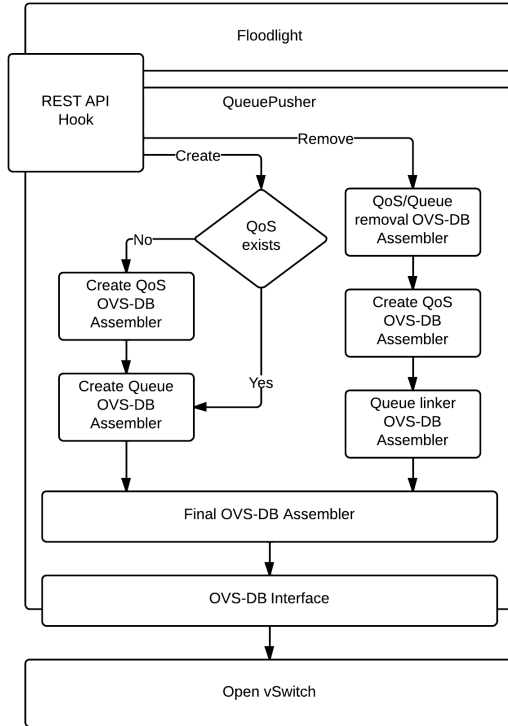 Floodlight
REST API
Hook
QueuePusher
Remove
Create
QoS
exists
QoS/Queue
removal OVS-DB
Assembler
No
Create QoS
OVS-DB
Assembler
Create QoS
OVS-DB
Assembler
Yes
Create Queue
OVS-DB
Assembler
Queue linker
OVS-DB
Assembler
Final OVS-DB Assembler
OVS-DB Interface
Open vSwitch